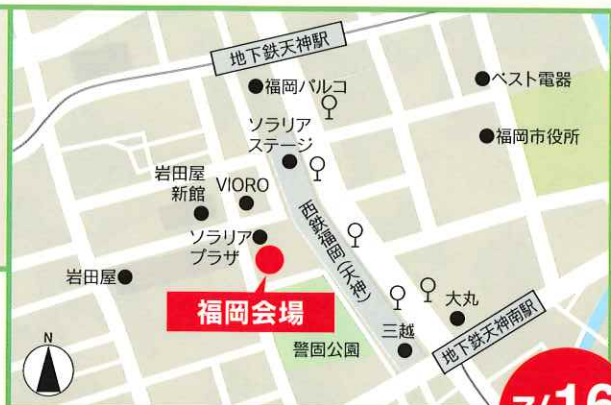 地下鉄天神駅
福岡パルコ
ベスト電器
ソラリア
ステージ
福岡市役所
岩田屋
新館
VIORO
西鉄福岡(天神)
ソラリア
プラザ
岩田屋
福岡会場
大丸
地下鉄天神南駅
警固公園
三越
N
7/16